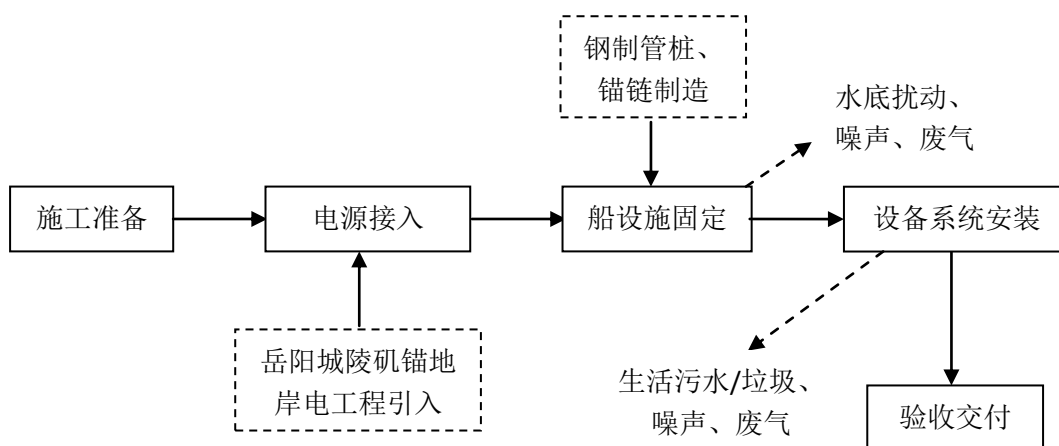 钢制管桩、
锚链制造
水底扰动、
噪声、废气
施工准备
电源接入
船设施固定
设备系统安装
岳阳城陵矶锚地
岸电工程引入
生活污水/垃圾、
噪声、废气
验收交付